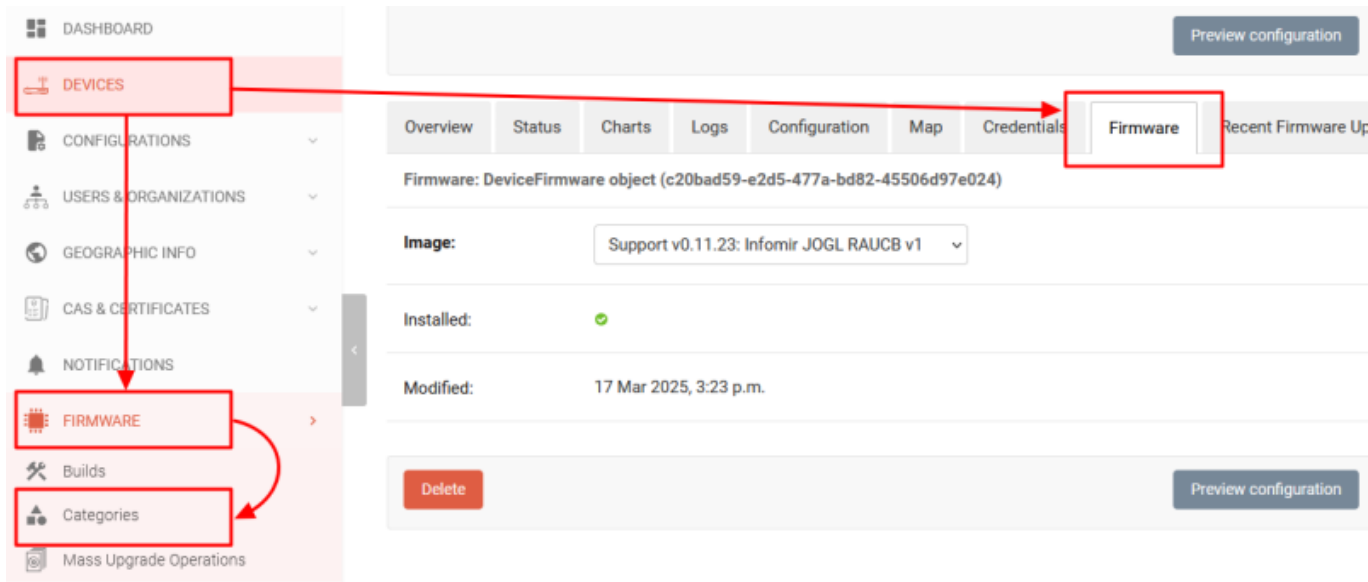 DASHBOARD
DEVICES
CONFIGURATIONS
USERS & ORGANIZATIONS
GEOGRAPHIC INFO
CAS & CERTIFICATES
NOTIFICATIONS
FIRMWARE
Builds
Categories
Mass Upgrade Operations
Preview configuration
Overview Status Charts Logs Configuration Map Credentials Firmware Recent Firmware Up
Firmware: DeviceFirmware object (c20bad59-e2d5-477a-bd82-45506d97e024)
Image: Support v0.11.23: Infomir JOGL RAUCB v1
Installed:
Modified: 17 Mar 2025, 3:23 p.m.
Delete Preview configuration